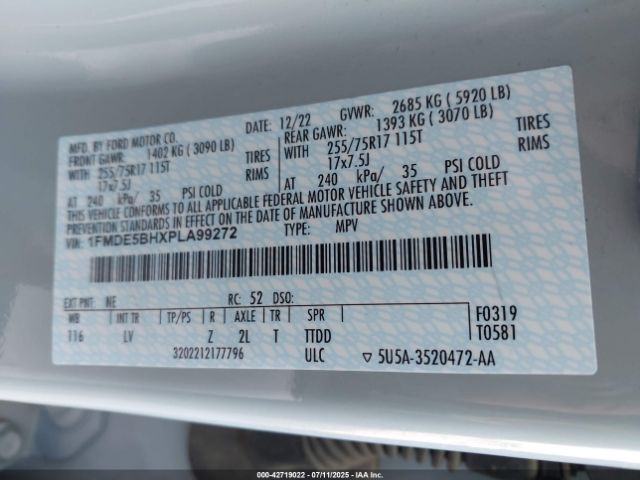 MFD. BY FORD MOTOR CO. DATE: 12/22 GVWR: 2685 KG ( 5920 LB)
FRONT GAWR: 1402 KG ( 3090 LB) REAR GAWR: 1393 KG ( 3070 LB)
WITH 255/75R17 115T TIRES WITH 255/75R17 115T TIRES
17x7.5J RIMS 17x7.5J RIMS
AT 240 kPa/ 35 PSI COLD AT 240 kPa/ 35 PSI COLD
THIS VEHICLE CONFORMS TO ALL APPLICABLE FEDERAL MOTOR VEHICLE SAFETY AND THEFT
PREVENTION STANDARDS IN EFFECT ON THE DATE OF MANUFACTURE SHOWN ABOVE.
VIN: 1FMDE5BHXPLA99272 TYPE: MPV
EXT PNT: NE RC: 52 DSO:
WB INT TR TP/PS R AXLE TR SPR F0319
116 LV Z 2L T TTDD T0581
3202212177796 ULC ▽ 5U5A-3520472-AA
000-42719022 - 07/11/2025 - IAAI.com